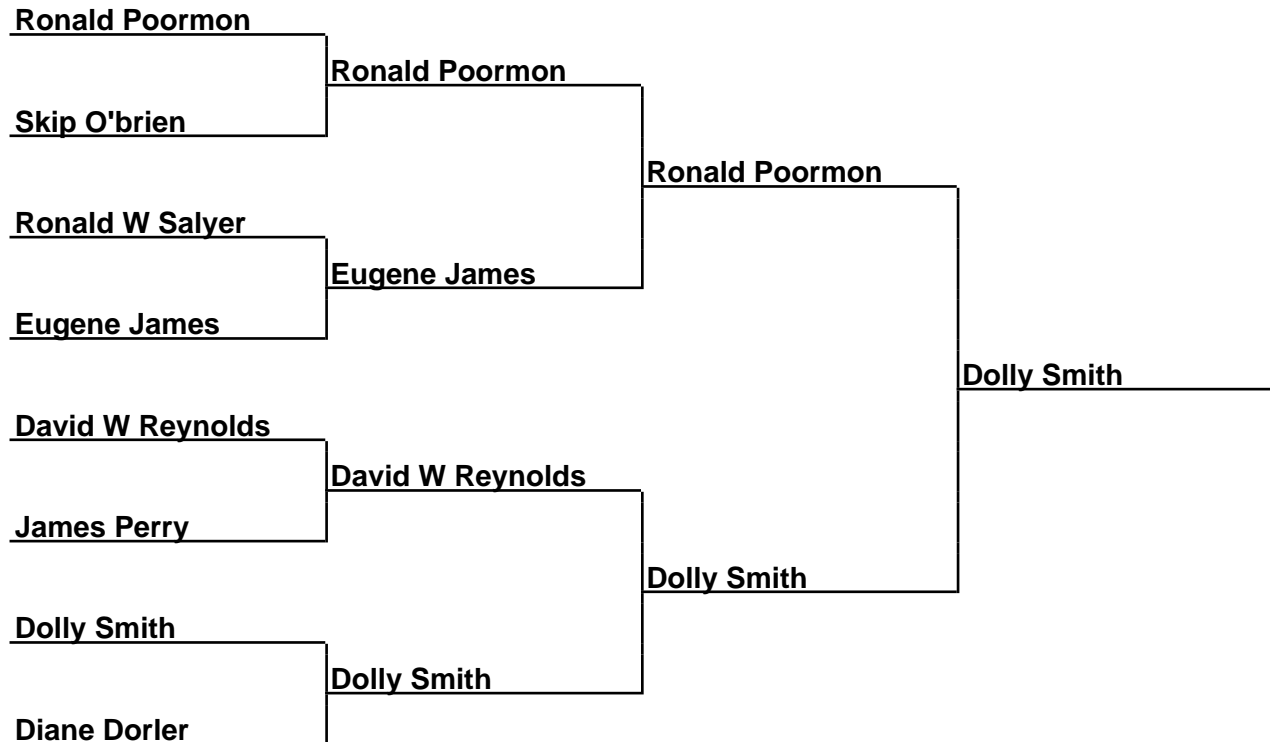 Ronald Poormon
Ronald Poormon
Skip O'brien
Ronald Poormon
Ronald W Salyer
Eugene James
Eugene James
Dolly Smith
David W Reynolds
David W Reynolds
James Perry
Dolly Smith
Dolly Smith
Dolly Smith
Diane Dorler